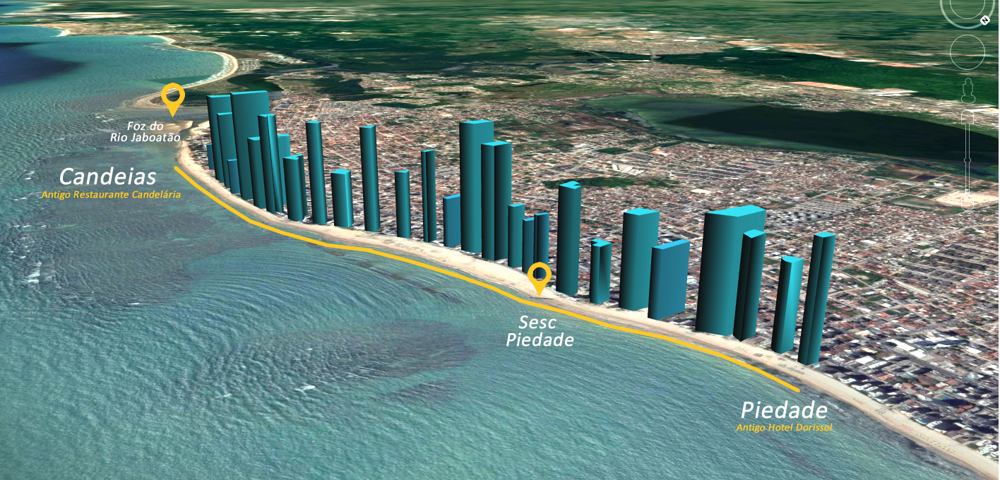 Foz do
Rio Jaboatão
Candeias
Antigo Restaurante Candelária
Sesc
Piedade
Piedade
Antigo Hotel Dorissol
N